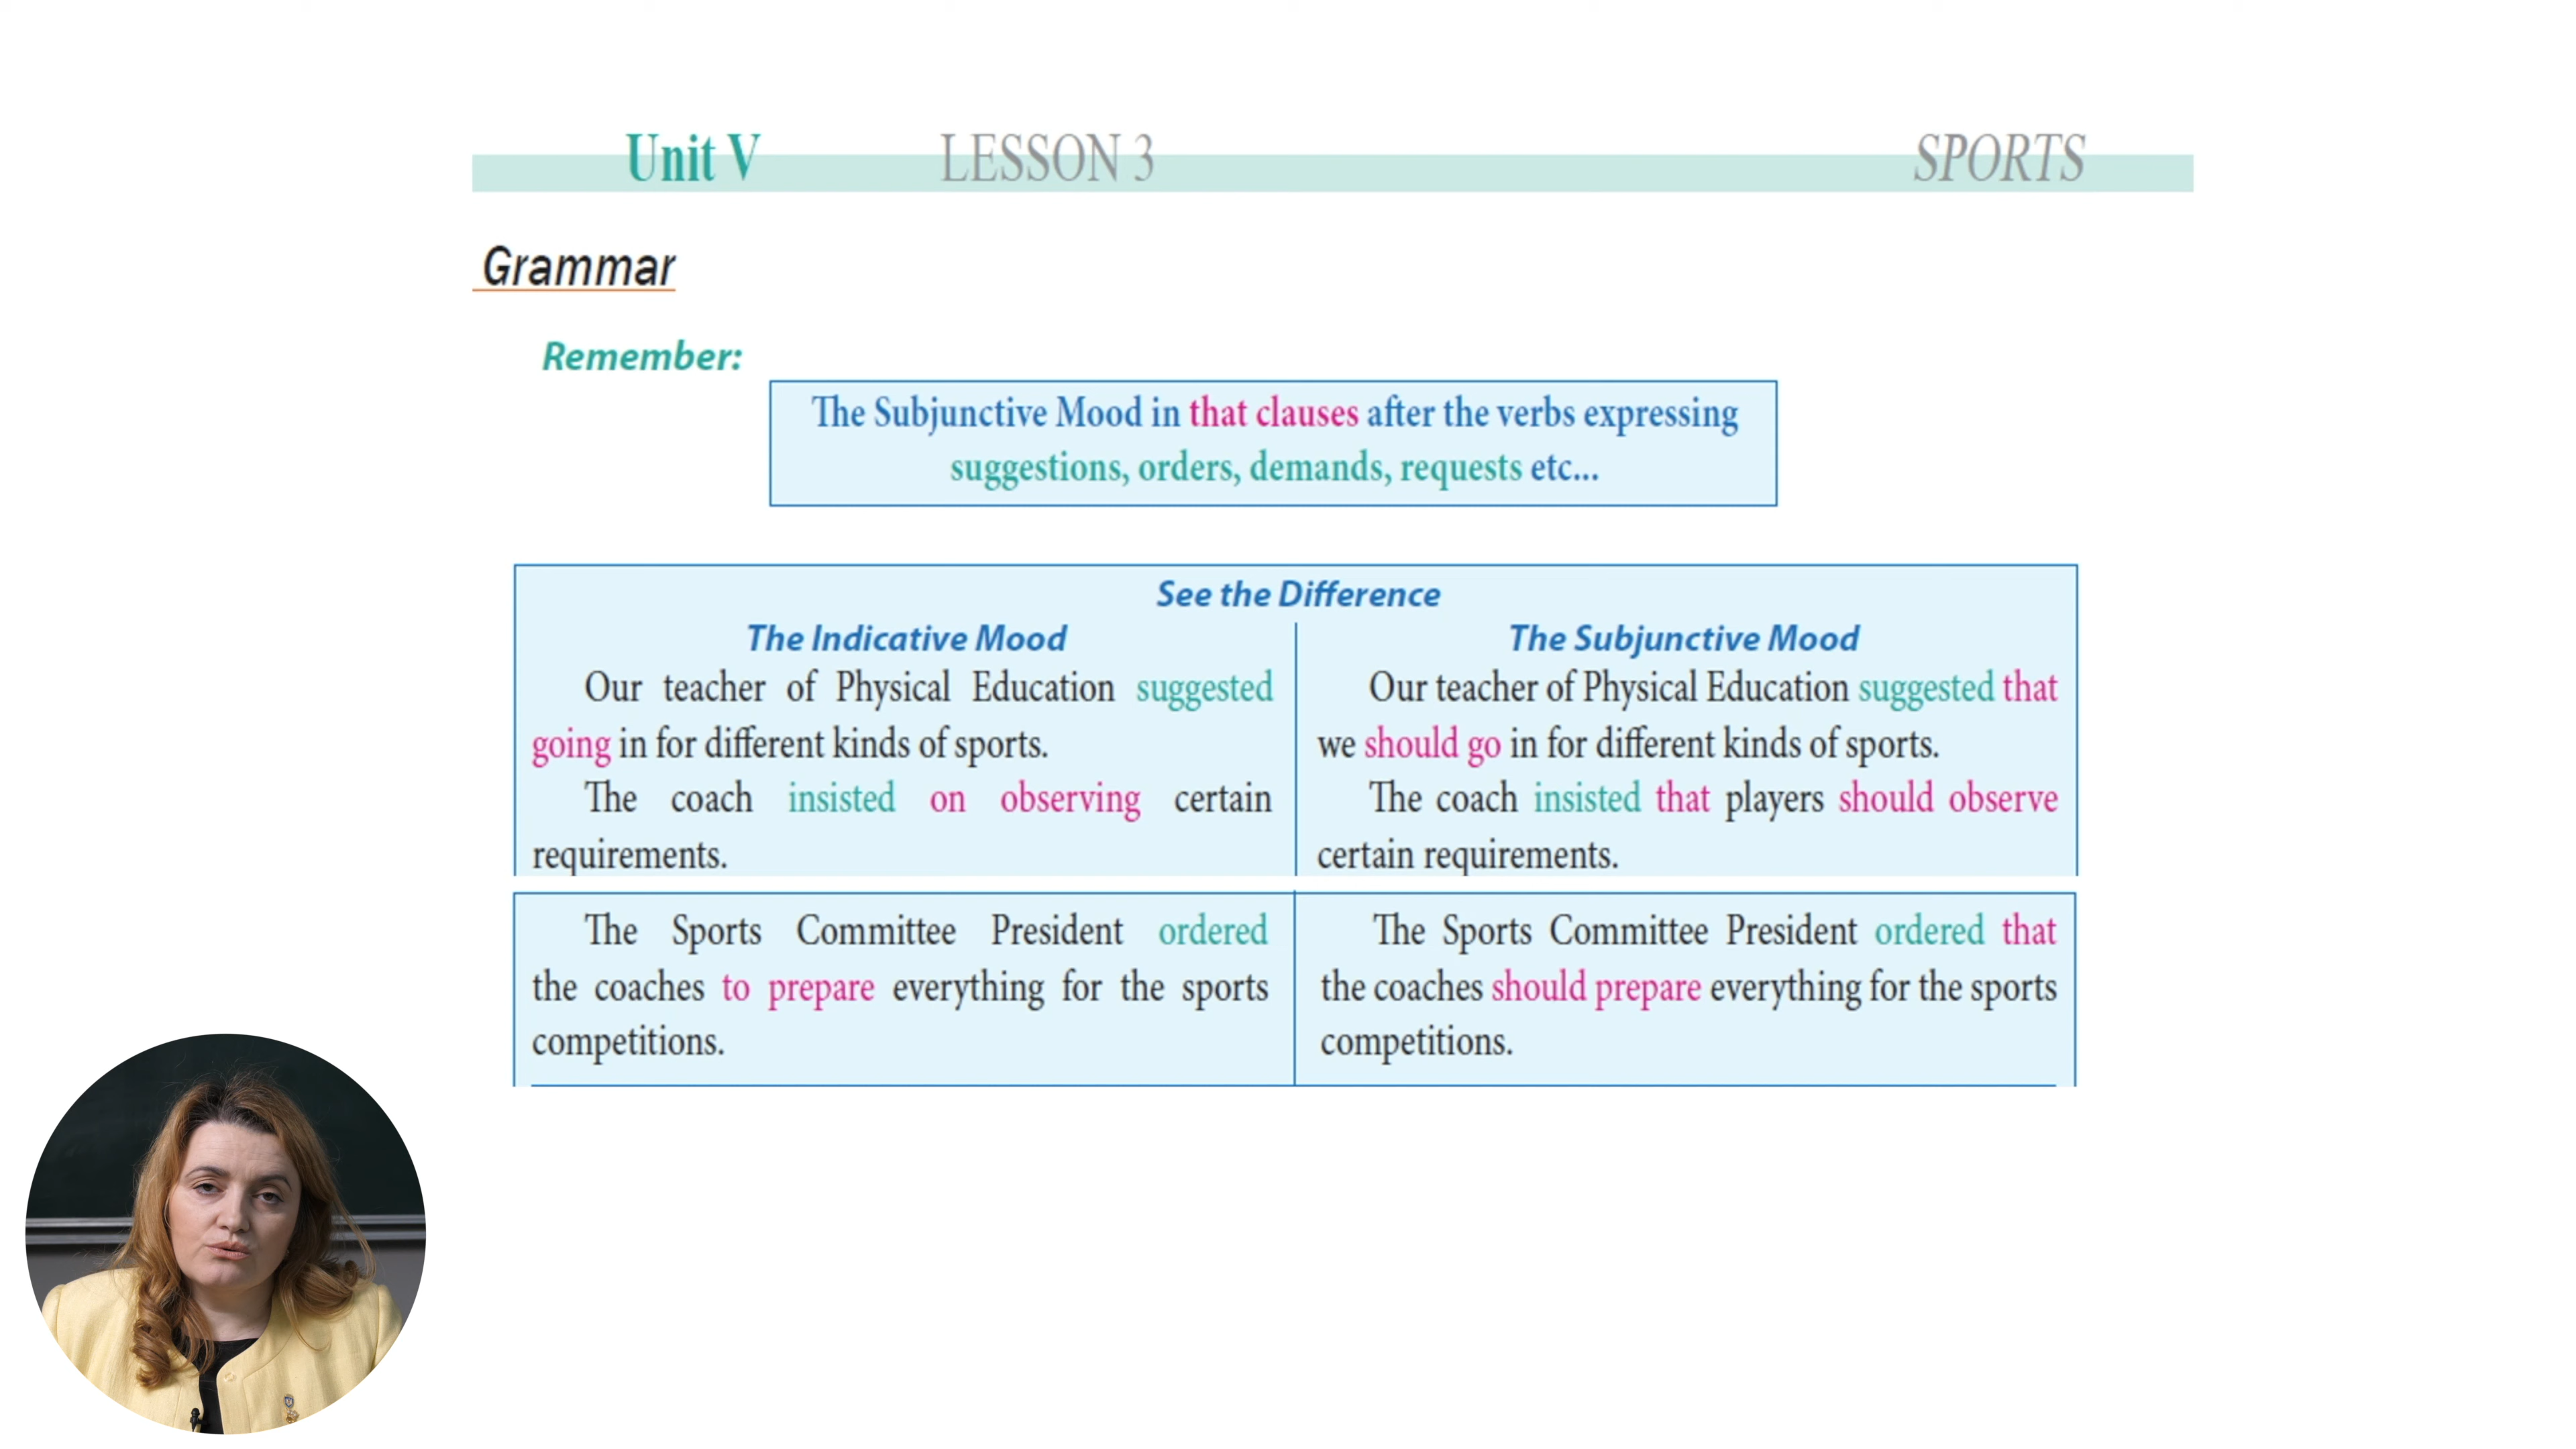 Unit V LESSON 3 SPORTS
Grammar
Remember:
The Subjunctive Mood in that clauses after the verbs expressing
suggestions, orders, demands, requests etc...
See the Difference
The Indicative Mood
Our teacher of Physical Education suggested
going in for different kinds of sports.
The coach insisted on observing certain
requirements.
The Subjunctive Mood
Our teacher of Physical Education suggested that
we should go in for different kinds of sports.
The coach insisted that players should observe
certain requirements.
The Sports Committee President ordered
the coaches to prepare everything for the sports
competitions.
The Sports Committee President ordered that
the coaches should prepare everything for the sports
competitions.